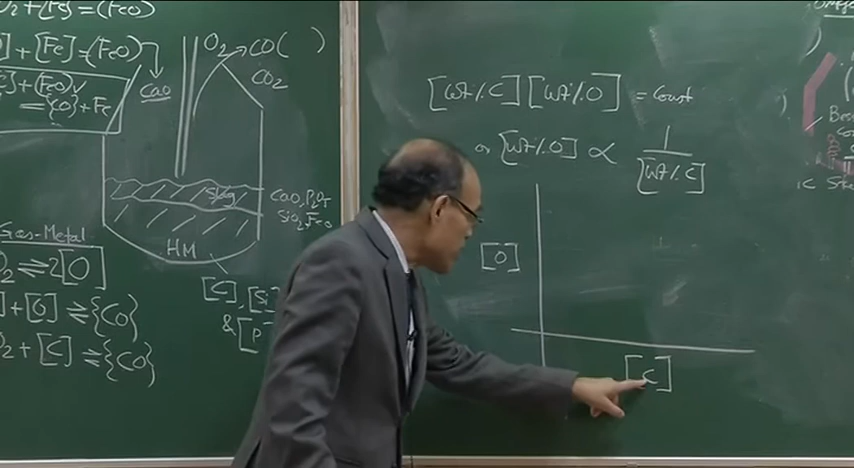 O₂ + [Fe] = (FeO)
] + [Fe] = (FeO)
] + (FeO)
= {CO} + Fe
CaO
O₂ → CO ( )
CO₂
Slag
CaO, P₂O₅
SiO₂, FeO
HM
Gas-Metal
O₂ ⇌ 2[O]
] + [O] ⇌ {CO}
O₂ + [C] ⇌ {CO}
[C], [Si
& [P
[wt% C] [wt% O] = Const
or [wt% O] ∝ 1/[wt% C]
[O]
[C]